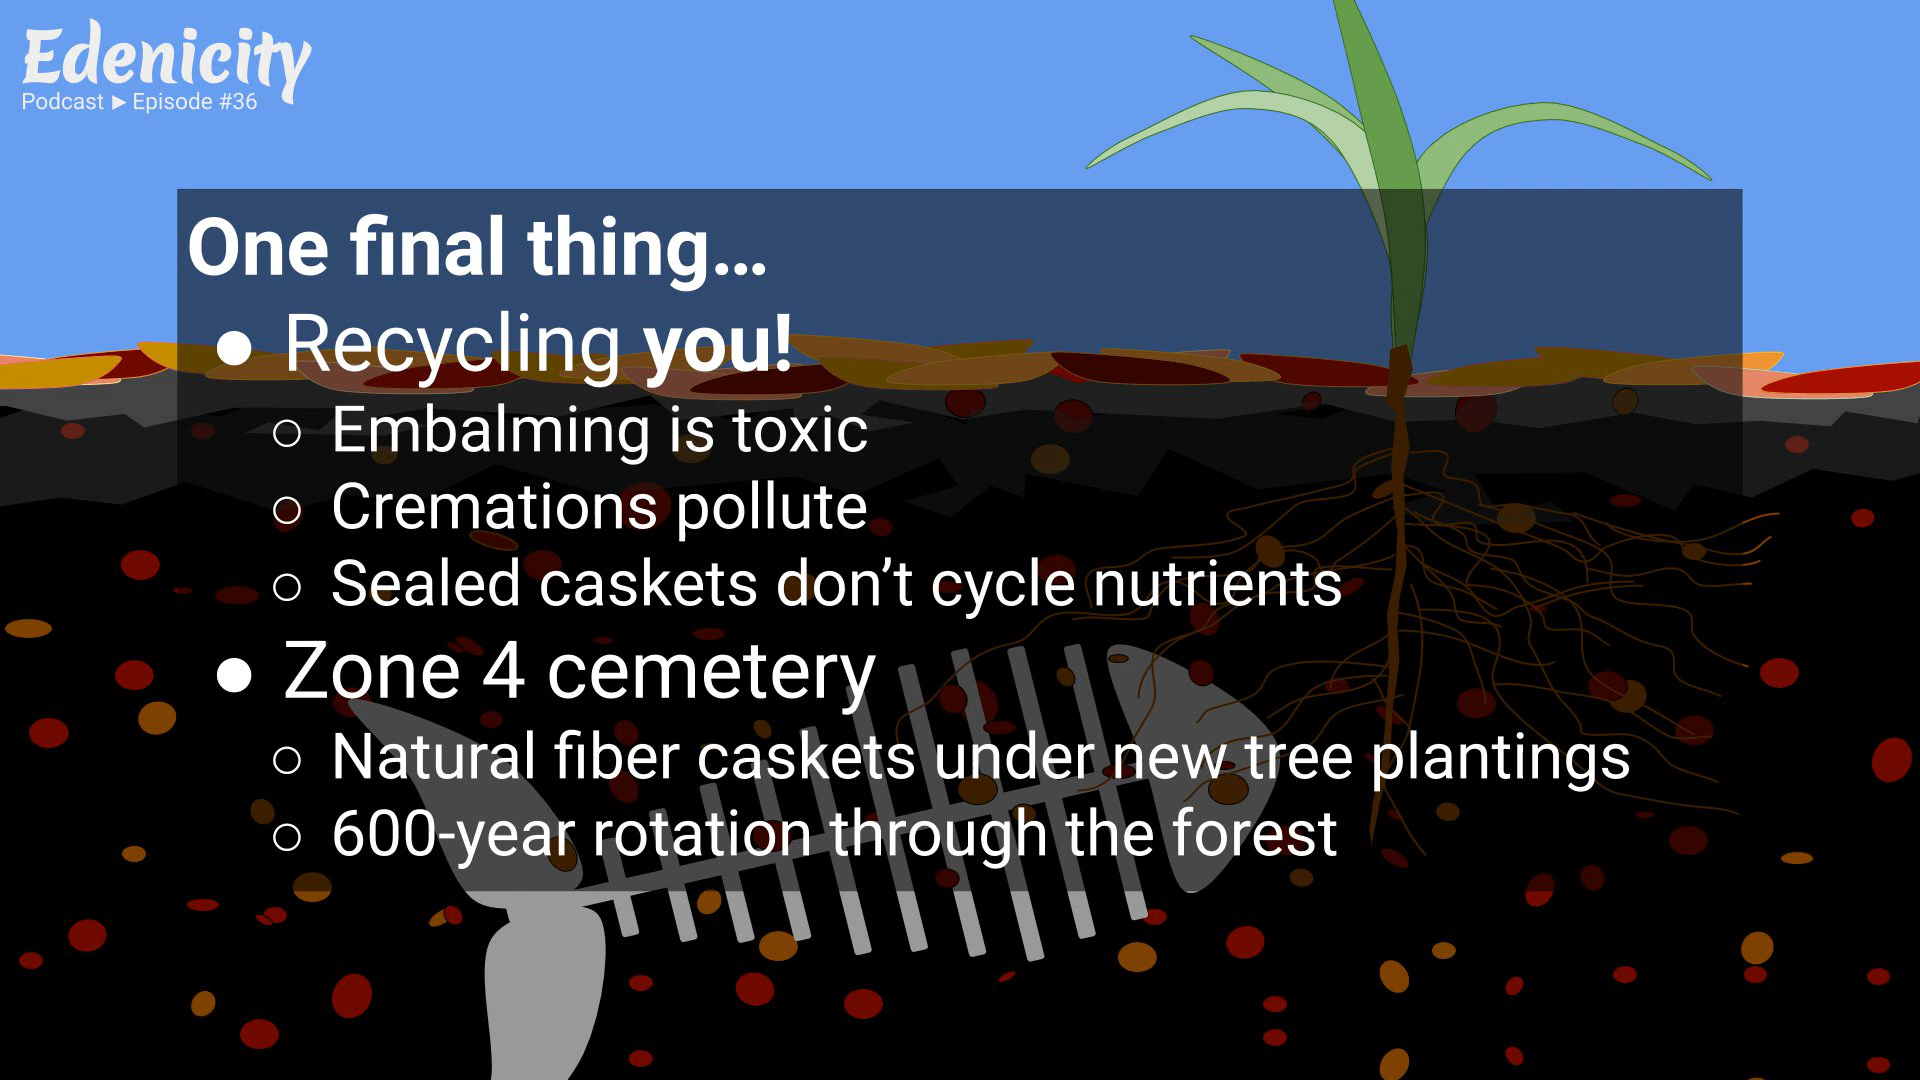 Edenicity
Podcast ▶ Episode #36
One final thing…
● Recycling you!
○ Embalming is toxic
○ Cremations pollute
○ Sealed caskets don’t cycle nutrients
● Zone 4 cemetery
○ Natural fiber caskets under new tree plantings
○ 600-year rotation through the forest